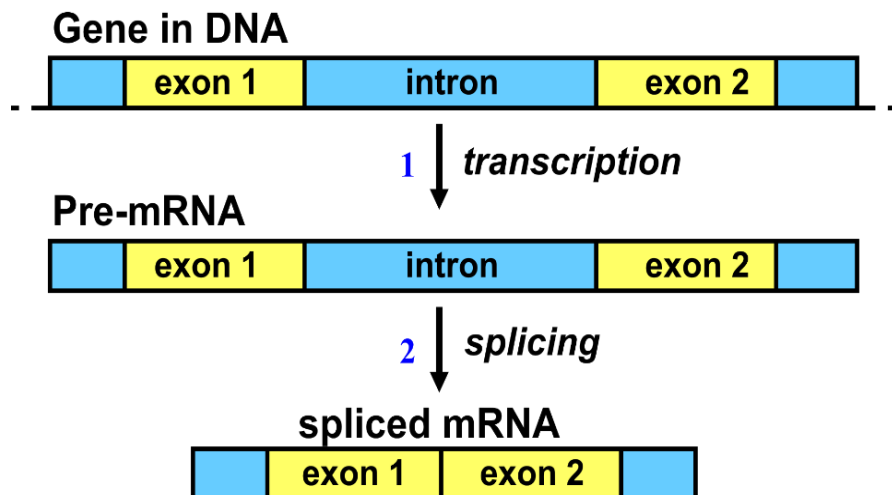 Gene in DNA
exon 1 intron exon 2
1 transcription
Pre-mRNA
exon 1 intron exon 2
2 splicing
spliced mRNA
exon 1 exon 2